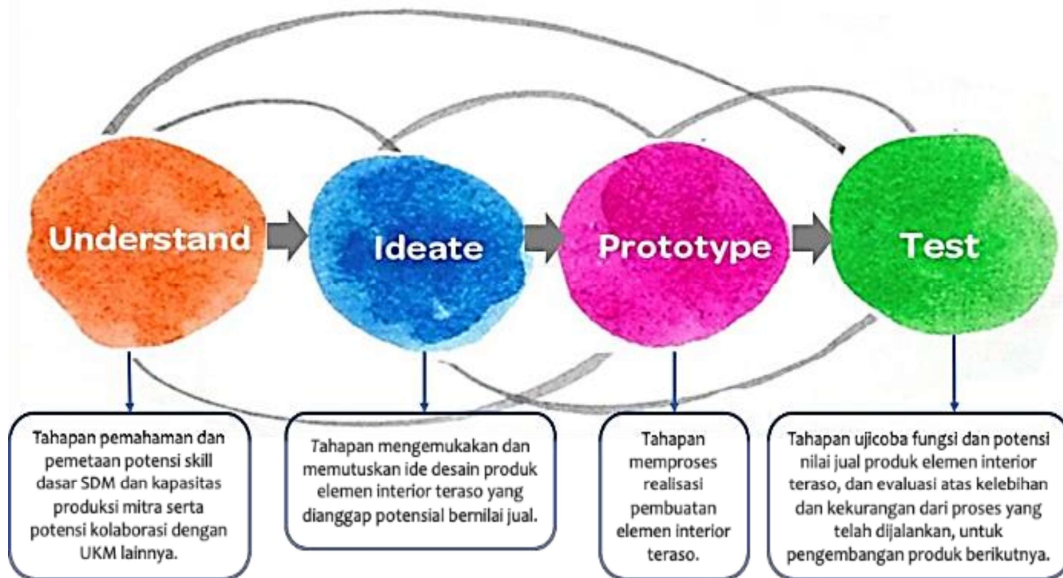 Understand
Ideate
Prototype
Test
Tahapan pemahaman dan
pemetaan potensi skill
dasar SDM dan kapasitas
produksi mitra serta
potensi kolaborasi dengan
UKM lainnya.
Tahapan mengemukakan dan
memutuskan ide desain produk
elemen interior teraso yang
dianggap potensial bernilai jual.
Tahapan
memproses
realisasi
pembuatan
elemen interior
teraso.
Tahapan ujicoba fungsi dan potensi
nilai jual produk elemen interior
teraso, dan evaluasi atas kelebihan
dan kekurangan dari proses yang
telah dijalankan, untuk
pengembangan produk berikutnya.